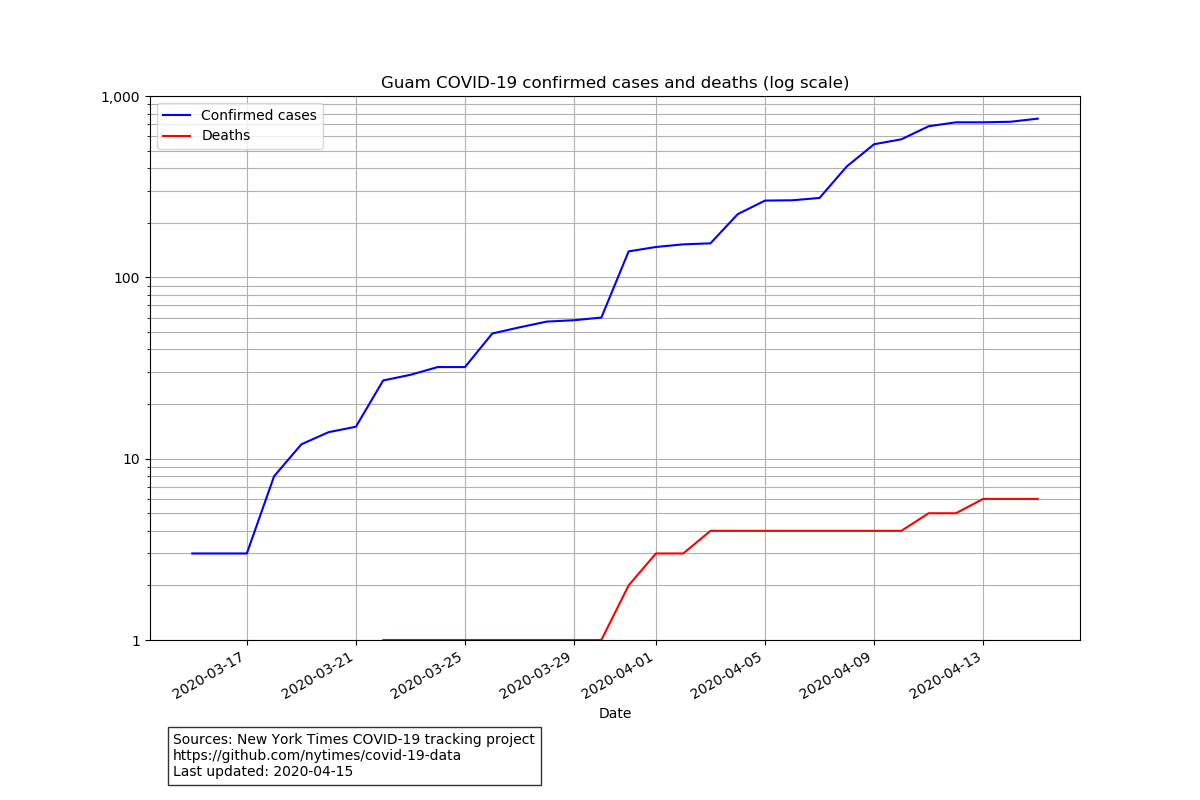 Guam COVID-19 confirmed cases and deaths (log scale)
1,000
100
10
1
Confirmed cases
Deaths
2020-03-17
2020-03-21
2020-03-25
2020-03-29
2020-04-01
2020-04-05
2020-04-09
2020-04-13
Date
Sources: New York Times COVID-19 tracking project
https://github.com/nytimes/covid-19-data
Last updated: 2020-04-15